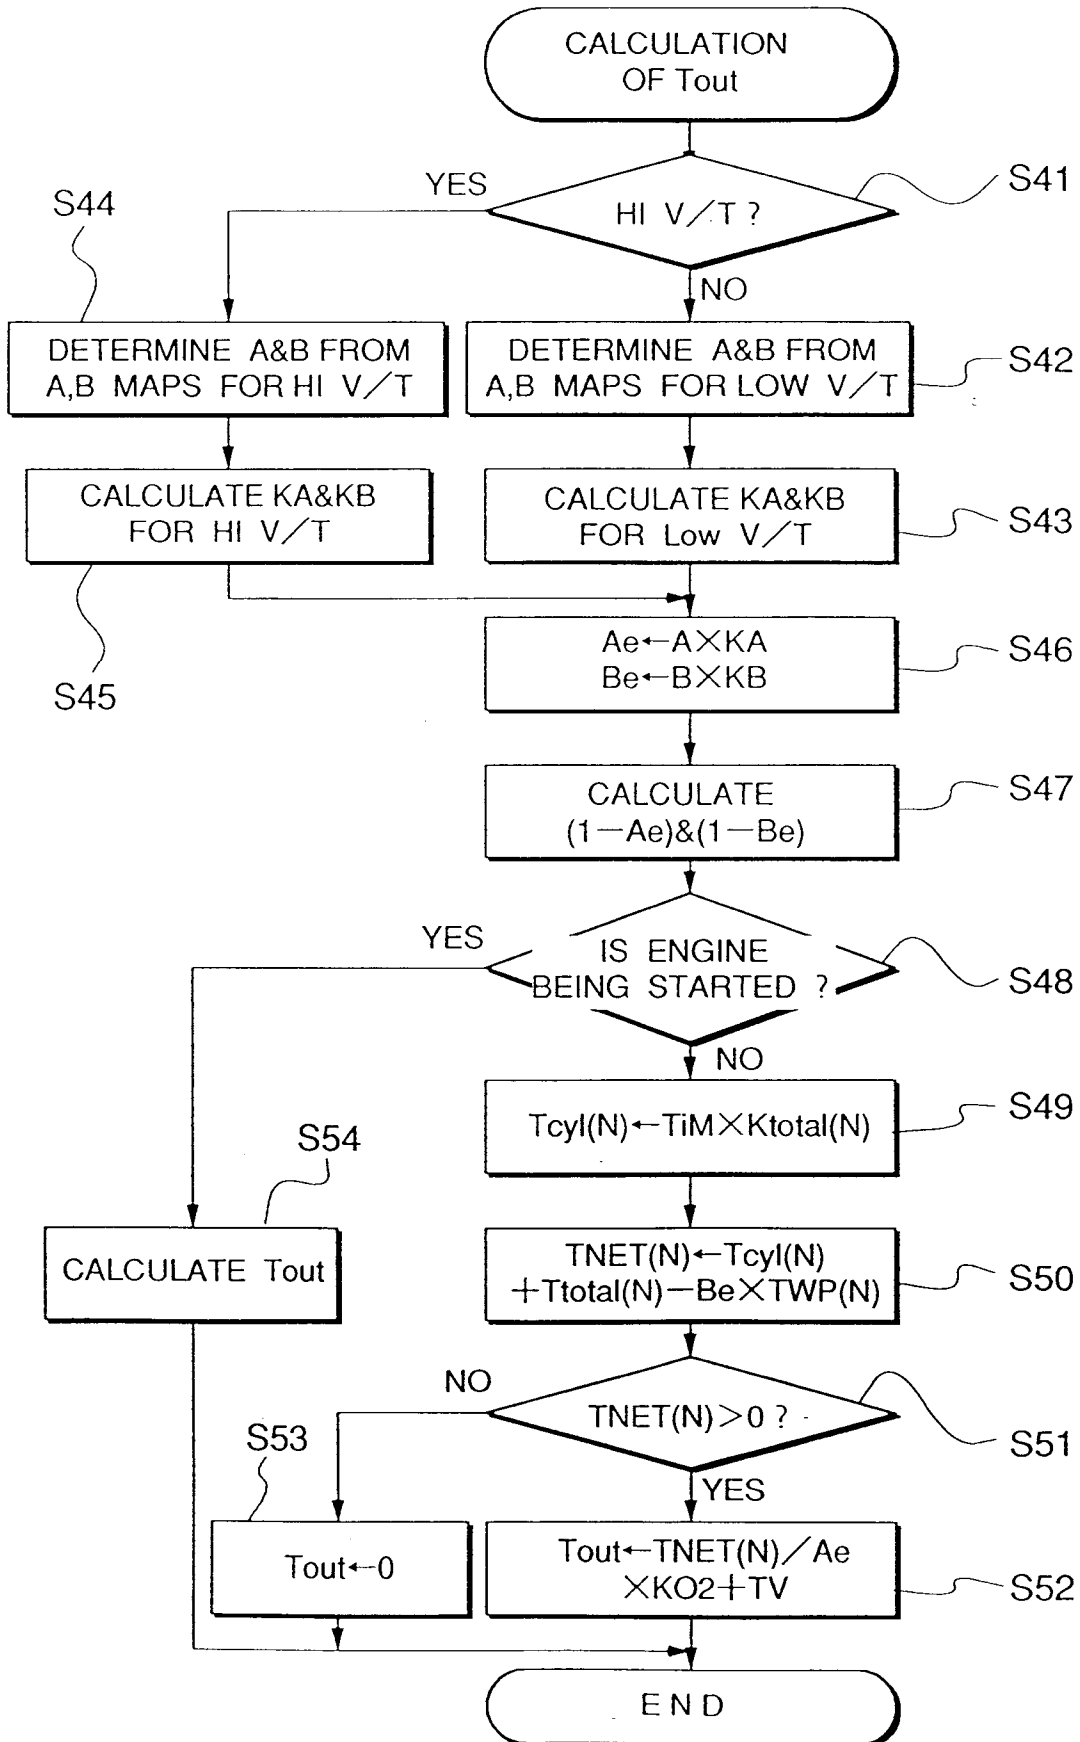 CALCULATION
OF Tout
S41
YES
HI V/T ?
NO
S44
DETERMINE A&B FROM
A,B MAPS FOR HI V/T
DETERMINE A&B FROM
A,B MAPS FOR LOW V/T
S42
CALCULATE KA&KB
FOR HI V/T
S45
CALCULATE KA&KB
FOR Low V/T
S43
Ae←A×KA
Be←B×KB
S46
CALCULATE
(1—Ae)&(1—Be)
S47
YES
IS ENGINE
BEING STARTED ?
S48
NO
Tcyl(N)←TiM×Ktotal(N)
S49
S54
CALCULATE Tout
TNET(N)←Tcyl(N)
+Ttotal(N)—Be×TWP(N)
S50
NO
TNET(N)>0 ?
S51
YES
S53
Tout←0
Tout←TNET(N)/Ae
×KO2+TV
S52
END